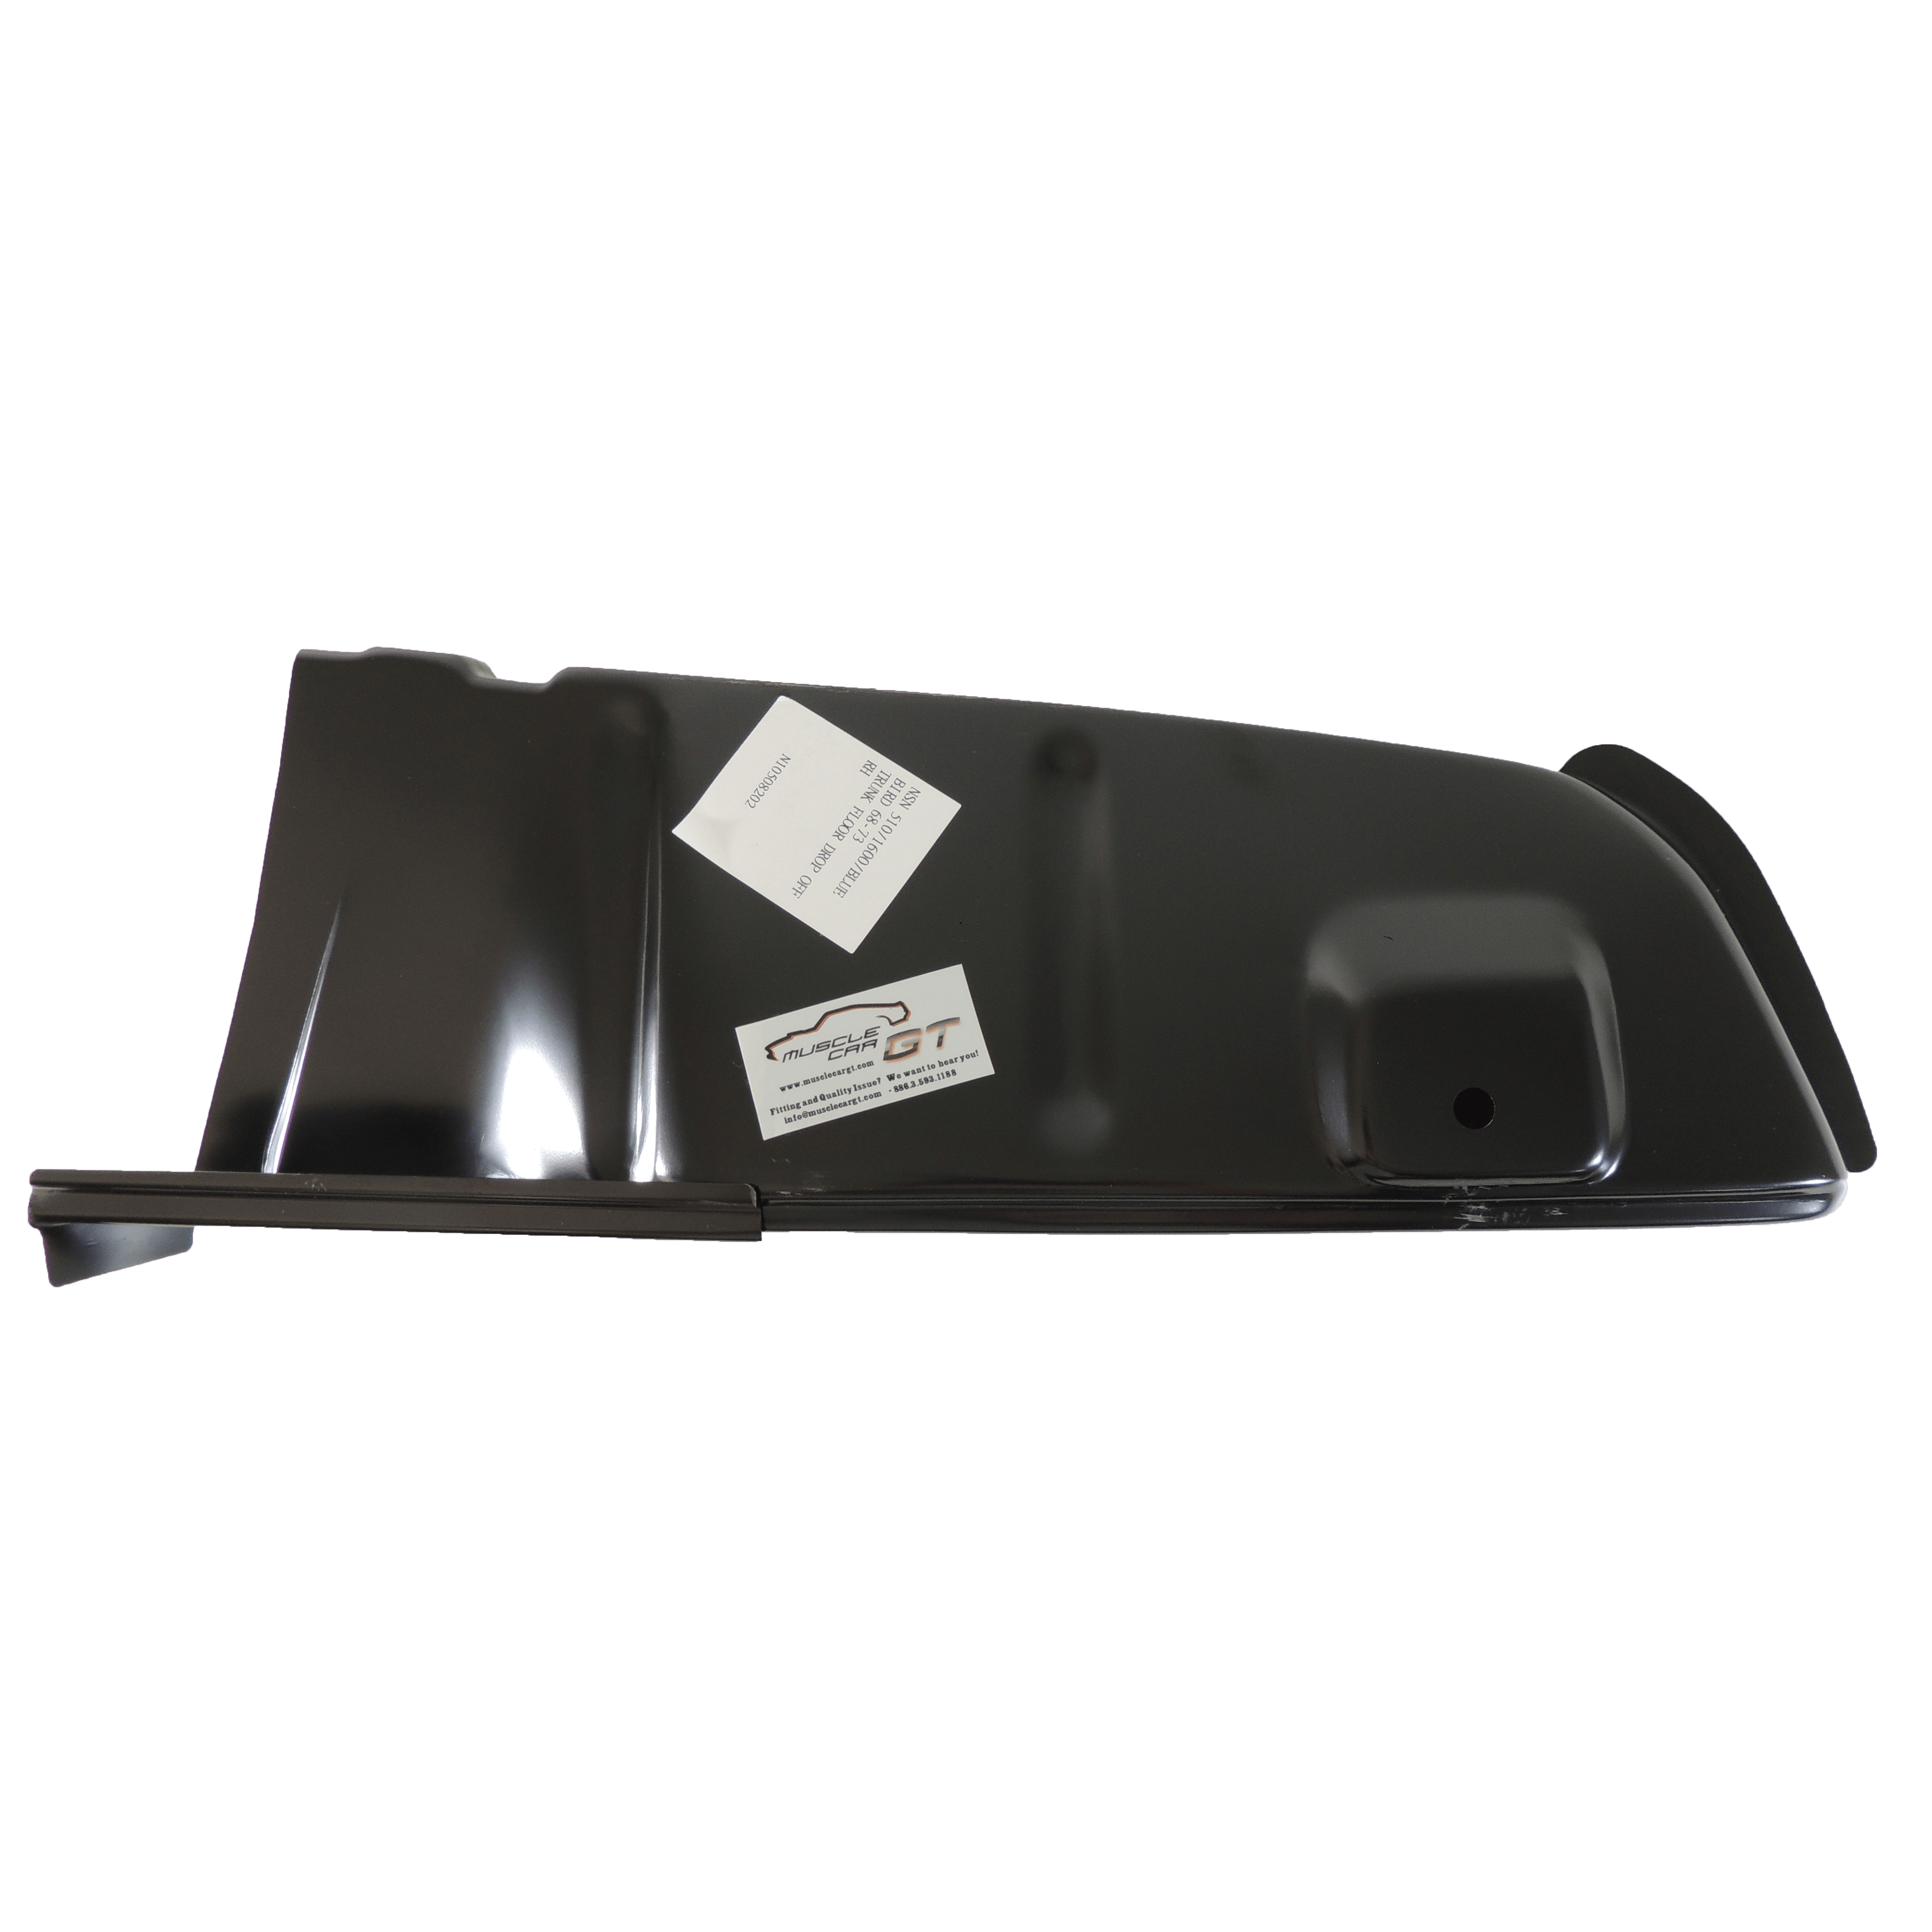 NSN 510/1600/BLUE
BIRD 68-73
TRUNK FLOOR DROP OFF
RH
N10508202
MUSCLE
CAR GT
www.musclecargt.com
Fitting and Quality Issue? We want to hear you!
info@musclecargt.com - 886.3.593.1188